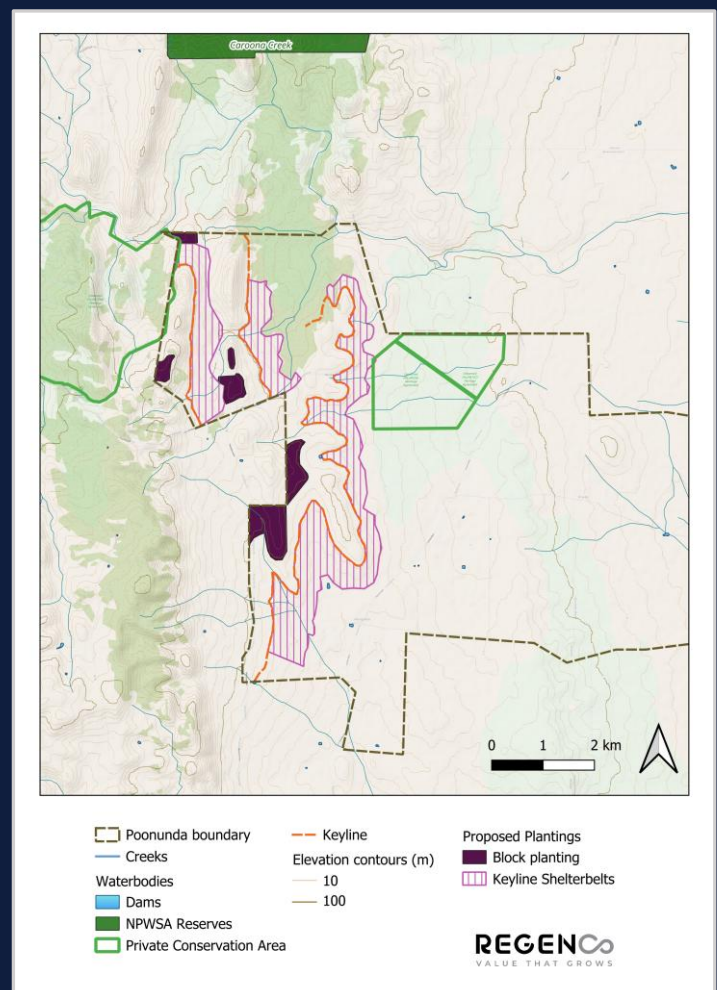 Caroona Creek
0 1 2 km
Poonunda boundary
Creeks
Waterbodies
Dams
NPWSA Reserves
Private Conservation Area
Keyline
Elevation contours (m)
10
100
Proposed Plantings
Block planting
Keyline Shelterbelts
REGENCO
VALUE THAT GROWS